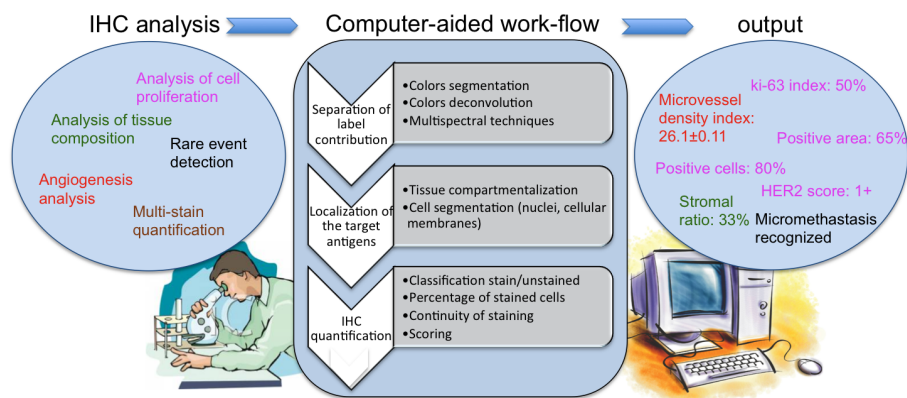 IHC analysis
Computer-aided work-flow
output
Analysis of cell
proliferation
Analysis of tissue
composition
Rare event
detection
Angiogenesis
analysis
Multi-stain
quantification
Separation of
label
contribution
•Colors segmentation
•Colors deconvolution
•Multispectral techniques
Localization of
the target
antigens
•Tissue compartmentalization
•Cell segmentation (nuclei, cellular
membranes)
IHC
quantification
•Classification stain/unstained
•Percentage of stained cells
•Continuity of staining
•Scoring
ki-63 index: 50%
Microvessel
density index:
26.1±0.11
Positive area: 65%
Positive cells: 80%
HER2 score: 1+
Stromal
ratio: 33%
Micromethastasis
recognized